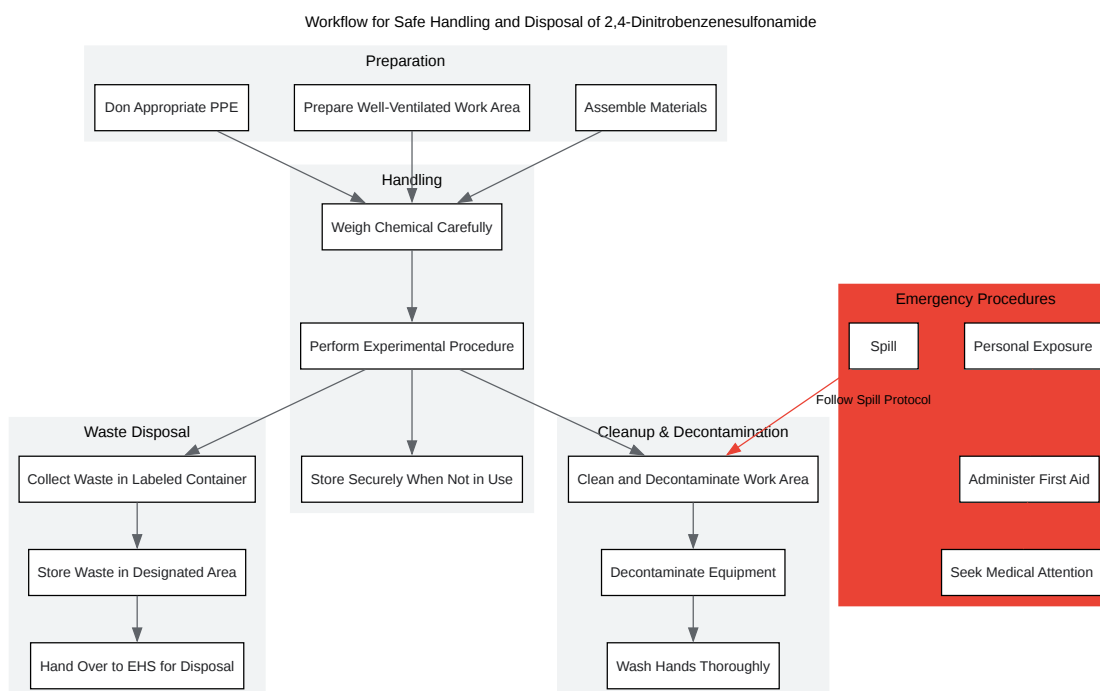 Workflow for Safe Handling and Disposal of 2,4-Dinitrobenzenesulfonamide
Preparation
Don Appropriate PPE
Prepare Well-Ventilated Work Area
Assemble Materials
Handling
Weigh Chemical Carefully
Perform Experimental Procedure
Store Securely When Not in Use
Emergency Procedures
Spill
Personal Exposure
Follow Spill Protocol
Administer First Aid
Seek Medical Attention
Waste Disposal
Collect Waste in Labeled Container
Store Waste in Designated Area
Hand Over to EHS for Disposal
Cleanup & Decontamination
Clean and Decontaminate Work Area
Decontaminate Equipment
Wash Hands Thoroughly